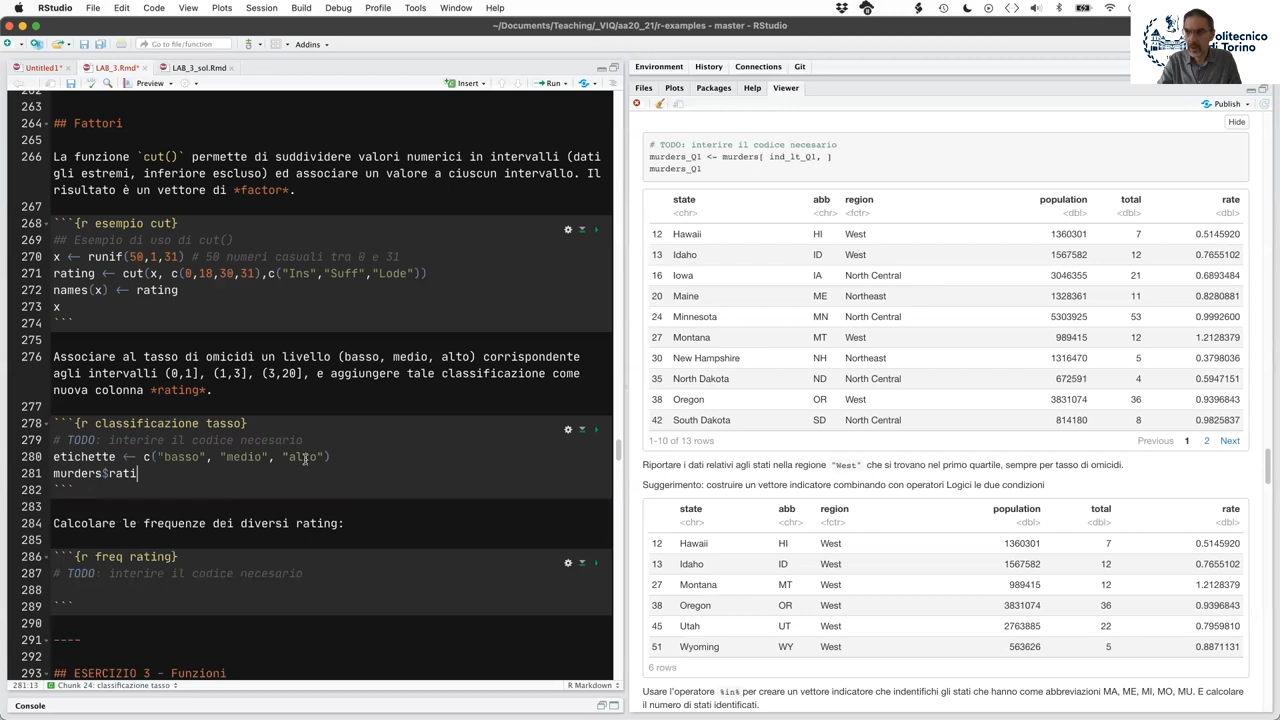 RStudio File Edit Code View Plots Session Build Debug Profile Tools Window Help
~/Documents/Teaching/_VIQ/aa20_21/r-examples - master - RStudio
Go to file/function Addins
Politecnico
di Torino
Untitled1* LAB_3.Rmd* LAB_3_sol.Rmd
Preview Insert Run
262
263
264 ## Fattori
265
266 La funzione `cut()` permette di suddividere valori numerici in intervalli (dati
gli estremi, inferiore escluso) ed associare un valore a ciuscun intervallo. Il
risultato è un vettore di *factor*.
267
268 ```{r esempio cut}
269 ## Esempio di uso di cut()
270 x <- runif(50,1,31) # 50 numeri casuali tra 0 e 31
271 rating <- cut(x, c(0,18,30,31),c("Ins","Suff","Lode"))
272 names(x) <- rating
273 x
274 ```
275
276 Associare al tasso di omicidi un livello (basso, medio, alto) corrispondente
agli intervalli (0,1], (1,3], (3,20], e aggiungere tale classificazione come
nuova colonna *rating*.
277
278 ```{r classificazione tasso}
279 # TODO: interire il codice necesario
280 etichette <- c("basso", "medio", "alto")
281 murders$rati
282 ```
283
284 Calcolare le frequenze dei diversi rating:
285
286 ```{r freq rating}
287 # TODO: interire il codice necesario
288
289 ```
290
291 ----
292
293 ## ESERCIZIO 3 - Funzioni
281:13 Chunk 24: classificazione tasso R Markdown
Console
Environment History Connections Git
Files Plots Packages Help Viewer
Publish
Hide
# TODO: interire il codice necesario
murders_Q1 <- murders[ ind_lt_Q1, ]
murders_Q1
state abb region population total rate
<chr> <chr> <fctr> <dbl> <dbl> <dbl>
12 Hawaii HI West 1360301 7 0.5145920
13 Idaho ID West 1567582 12 0.7655102
16 Iowa IA North Central 3046355 21 0.6893484
20 Maine ME Northeast 1328361 11 0.8280881
24 Minnesota MN North Central 5303925 53 0.9992600
27 Montana MT West 989415 12 1.2128379
30 New Hampshire NH Northeast 1316470 5 0.3798036
35 North Dakota ND North Central 672591 4 0.5947151
38 Oregon OR West 3831074 36 0.9396843
42 South Dakota SD North Central 814180 8 0.9825837
1-10 of 13 rows Previous 1 2 Next
Riportare i dati relativi agli stati nella regione "West" che si trovano nel primo quartile, sempre per tasso di omicidi.
Suggerimento: costruire un vettore indicatore combinando con operatori Logici le due condizioni
state abb region population total rate
<chr> <chr> <fctr> <dbl> <dbl> <dbl>
12 Hawaii HI West 1360301 7 0.5145920
13 Idaho ID West 1567582 12 0.7655102
27 Montana MT West 989415 12 1.2128379
38 Oregon OR West 3831074 36 0.9396843
45 Utah UT West 2763885 22 0.7959810
51 Wyoming WY West 563626 5 0.8871131
6 rows
Usare l'operatore %in% per creare un vettore indicatore che indentifichi gli stati che hanno come abbreviazioni MA, ME, MI, MO, MU. E calcolare
il numero di stati identificati.